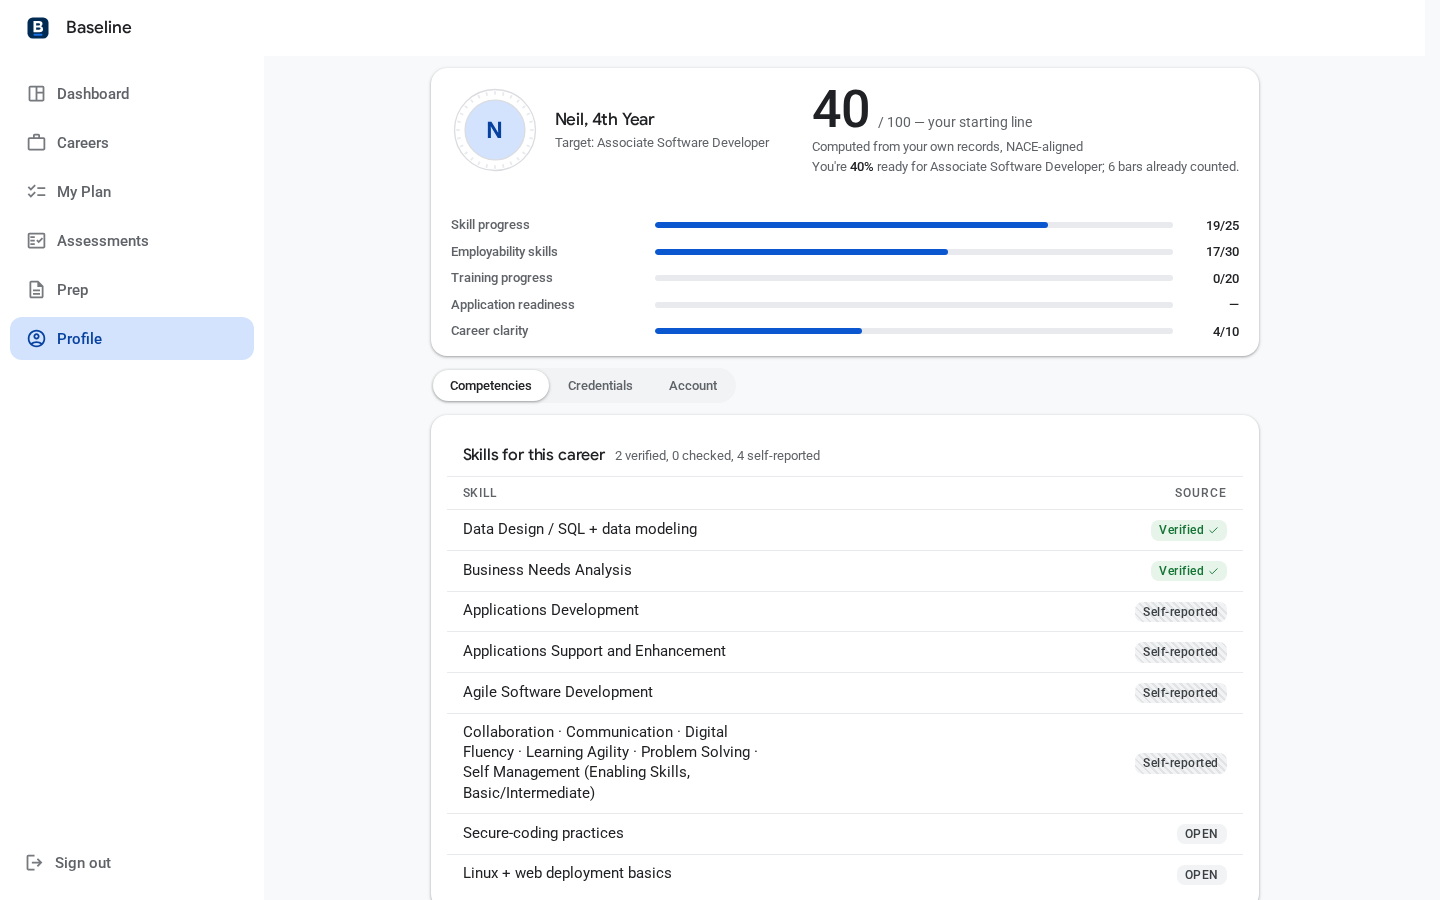 B
Baseline
Dashboard
Careers
My Plan
Assessments
Prep
Profile
Sign out
N
Neil, 4th Year
Target: Associate Software Developer
40 / 100 — your starting line
Computed from your own records, NACE-aligned
You're 40% ready for Associate Software Developer; 6 bars already counted.
Skill progress 19/25
Employability skills 17/30
Training progress 0/20
Application readiness —
Career clarity 4/10
Competencies Credentials Account
Skills for this career 2 verified, 0 checked, 4 self-reported
SKILL SOURCE
Data Design / SQL + data modeling Verified ✓
Business Needs Analysis Verified ✓
Applications Development Self-reported
Applications Support and Enhancement Self-reported
Agile Software Development Self-reported
Collaboration · Communication · Digital
Fluency · Learning Agility · Problem Solving ·
Self Management (Enabling Skills,
Basic/Intermediate)
Self-reported
Secure-coding practices OPEN
Linux + web deployment basics OPEN